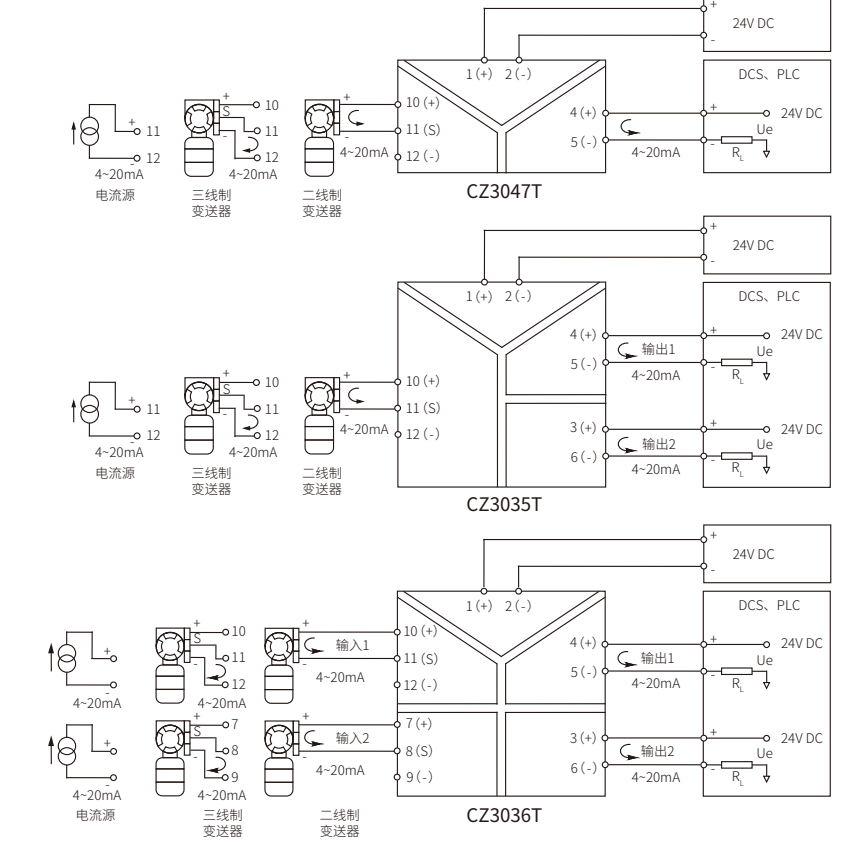 +
24V DC
-
1(+) 2(-)
DCS、PLC
+ S - 10 11 12
+ - 
10(+)
11(S)
12(-)
4(+)
5(-)
+ 24V DC
Ue
- RL
4~20mA
+ 11
- 12
4~20mA 4~20mA 4~20mA
电流源 三线制 二线制
变送器 变送器
CZ3047T
+
24V DC
-
1(+) 2(-)
DCS、PLC
4(+) + 24V DC
输出1 Ue
5(-) - RL
4~20mA
+ S - 10 11 12
+ -
10(+)
11(S)
12(-)
+ 11
- 12
4~20mA 4~20mA 4~20mA
3(+) + 24V DC
输出2 Ue
6(-) - RL
4~20mA
电流源 三线制 二线制
变送器 变送器
CZ3035T
+
24V DC
-
1(+) 2(-)
DCS、PLC
+ - 
+ S - 10 11 12
+ 输入1 -
10(+)
11(S)
12(-)
4~20mA 4~20mA 4~20mA
4(+) + 24V DC
输出1 Ue
5(-) - RL
4~20mA
+ -
+ S - 7 8 9
+ 输入2 -
7(+)
8(S)
9(-)
4~20mA 4~20mA 4~20mA
3(+) + 24V DC
输出2 Ue
6(-) - RL
4~20mA
电流源 三线制 二线制
变送器 变送器
CZ3036T